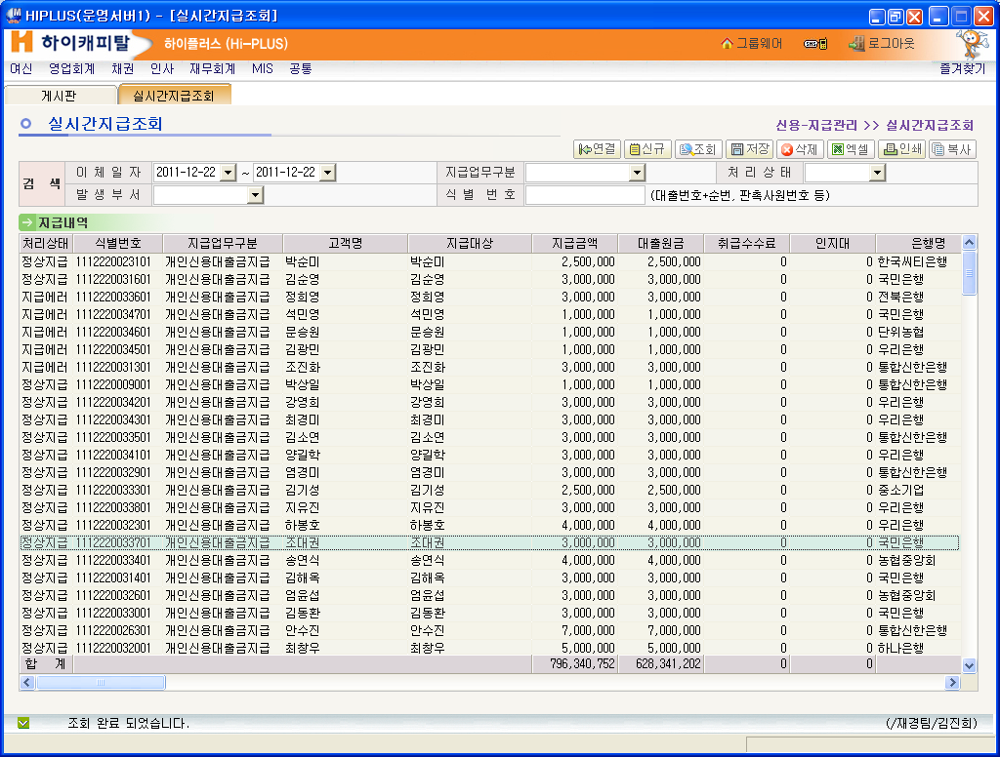 HIPLUS(운영서버1) - [실시간지급조회]
하이캐피탈 하이플러스 (Hi-PLUS) 그룹웨어 로그아웃
여신 영업회계 채권 인사 재무회계 MIS 공통 즐겨찾기
게시판 실시간지급조회
실시간지급조회 신용-지급관리 >> 실시간지급조회
연결 신규 조회 저장 삭제 엑셀 인쇄 복사
검 색 이 체 일 자 2011-12-22 ~ 2011-12-22 지급업무구분 처 리 상 태
발 생 부 서 식 별 번 호 (대출번호+순번, 판촉사원번호 등)
지급내역
처리상태 식별번호 지급업무구분 고객명 지급대상 지급금액 대출원금 취급수수료 인지대 은행명
정상지급 1112220023101 개인신용대출금지급 박순미 박순미 2,500,000 2,500,000 0 0 한국씨티은행
정상지급 1112220031601 개인신용대출금지급 김순영 김순영 3,000,000 3,000,000 0 0 국민은행
지급에러 1112220033601 개인신용대출금지급 정희영 정희영 3,000,000 3,000,000 0 0 전북은행
지급에러 1112220034701 개인신용대출금지급 석민영 석민영 1,000,000 1,000,000 0 0 국민은행
지급에러 1112220034601 개인신용대출금지급 문승원 문승원 1,000,000 1,000,000 0 0 단위농협
지급에러 1112220034501 개인신용대출금지급 김광민 김광민 1,000,000 1,000,000 0 0 우리은행
지급에러 1112220031301 개인신용대출금지급 조진화 조진화 3,000,000 3,000,000 0 0 통합신한은행
정상지급 1112220009001 개인신용대출금지급 박상일 박상일 1,000,000 1,000,000 0 0 통합신한은행
정상지급 1112220034201 개인신용대출금지급 강영희 강영희 3,000,000 3,000,000 0 0 우리은행
정상지급 1112220034301 개인신용대출금지급 최경미 최경미 3,000,000 3,000,000 0 0 우리은행
정상지급 1112220033501 개인신용대출금지급 김소연 김소연 3,000,000 3,000,000 0 0 통합신한은행
정상지급 1112220034101 개인신용대출금지급 양길학 양길학 3,000,000 3,000,000 0 0 우리은행
정상지급 1112220032901 개인신용대출금지급 염경미 염경미 3,000,000 3,000,000 0 0 통합신한은행
정상지급 1112220033301 개인신용대출금지급 김기성 김기성 2,500,000 2,500,000 0 0 중소기업
정상지급 1112220033801 개인신용대출금지급 지유진 지유진 3,000,000 3,000,000 0 0 우리은행
정상지급 1112220032301 개인신용대출금지급 하봉호 하봉호 4,000,000 4,000,000 0 0 우리은행
정상지급 1112220033701 개인신용대출금지급 조대권 조대권 3,000,000 3,000,000 0 0 국민은행
정상지급 1112220033401 개인신용대출금지급 송연식 송연식 4,000,000 4,000,000 0 0 농협중앙회
정상지급 1112220031401 개인신용대출금지급 김해옥 김해옥 3,000,000 3,000,000 0 0 국민은행
정상지급 1112220032601 개인신용대출금지급 엄윤섭 엄윤섭 3,000,000 3,000,000 0 0 농협중앙회
정상지급 1112220033001 개인신용대출금지급 김동환 김동환 3,000,000 3,000,000 0 0 국민은행
정상지급 1112220026301 개인신용대출금지급 안수진 안수진 7,000,000 7,000,000 0 0 통합신한은행
정상지급 1112220032001 개인신용대출금지급 최창우 최창우 5,000,000 5,000,000 0 0 하나은행
합 계 796,340,752 628,341,202 0 0
조회 완료 되었습니다. (/재경팀/김진희)